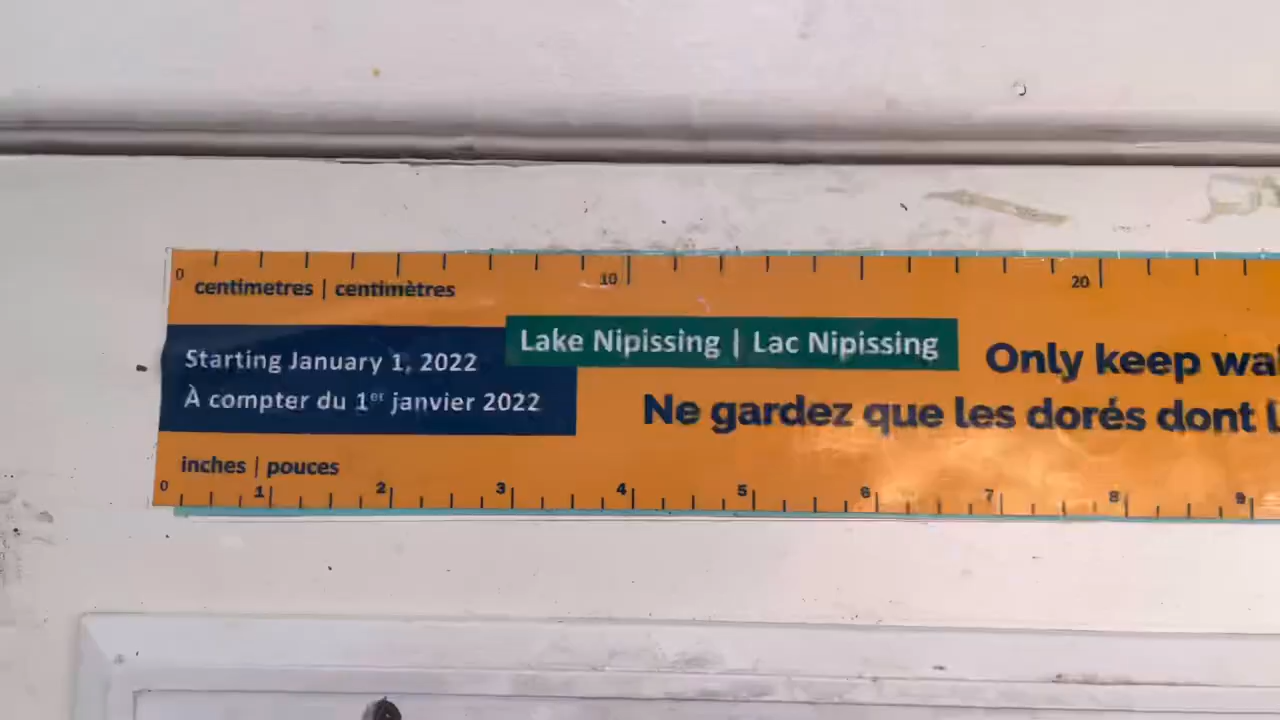 0 10 20
centimetres | centimètres
Lake Nipissing | Lac Nipissing
Starting January 1, 2022
Only keep
À compter du 1er janvier 2022
Ne gardez que les dorés dont
inches | pouces
0 1 2 3 4 5 6 7 8 9